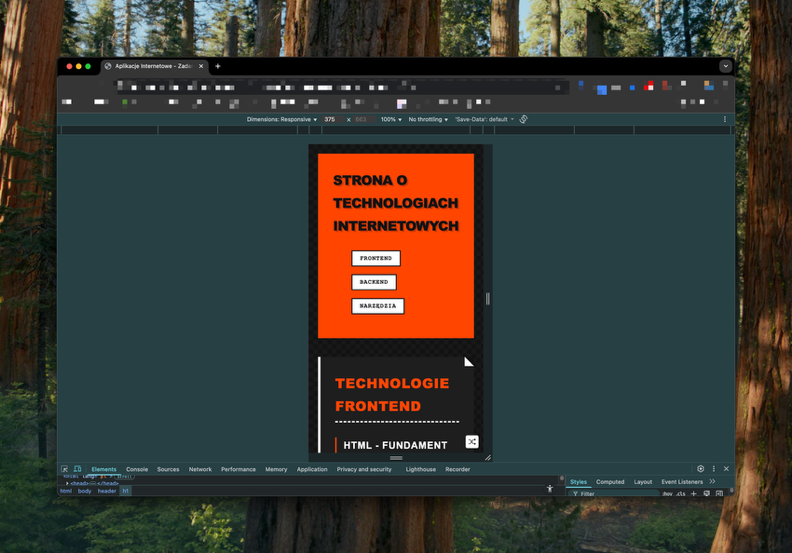 Aplikacje Internetowe - Zada
Dimensions: Responsive 375 × 663 100% No throttling "Save-Data": default
STRONA O
TECHNOLOGIACH
INTERNETOWYCH
FRONTEND
BACKEND
NARZĘDZIA
TECHNOLOGIE
FRONTEND
HTML - FUNDAMENT
Elements Console Sources Network Performance Memory Application Privacy and security Lighthouse Recorder
<head> </head>
html body header h1
Styles Computed Layout Event Listeners
Filter :hov .cls